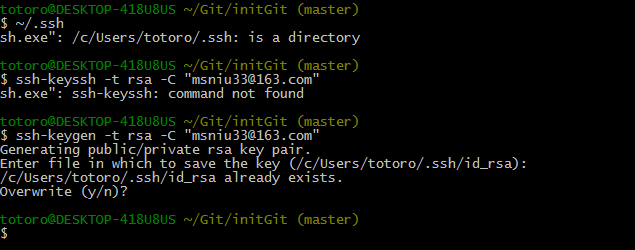 totoro@DESKTOP-418U8US ~/Git/initGit (master)
$ ~/.ssh
sh.exe": /c/Users/totoro/.ssh: is a directory
totoro@DESKTOP-418U8US ~/Git/initGit (master)
$ ssh-keyssh -t rsa -C "msniu33@163.com"
sh.exe": ssh-keyssh: command not found
totoro@DESKTOP-418U8US ~/Git/initGit (master)
$ ssh-keygen -t rsa -C "msniu33@163.com"
Generating public/private rsa key pair.
Enter file in which to save the key (/c/Users/totoro/.ssh/id_rsa):
/c/Users/totoro/.ssh/id_rsa already exists.
Overwrite (y/n)?
totoro@DESKTOP-418U8US ~/Git/initGit (master)
$